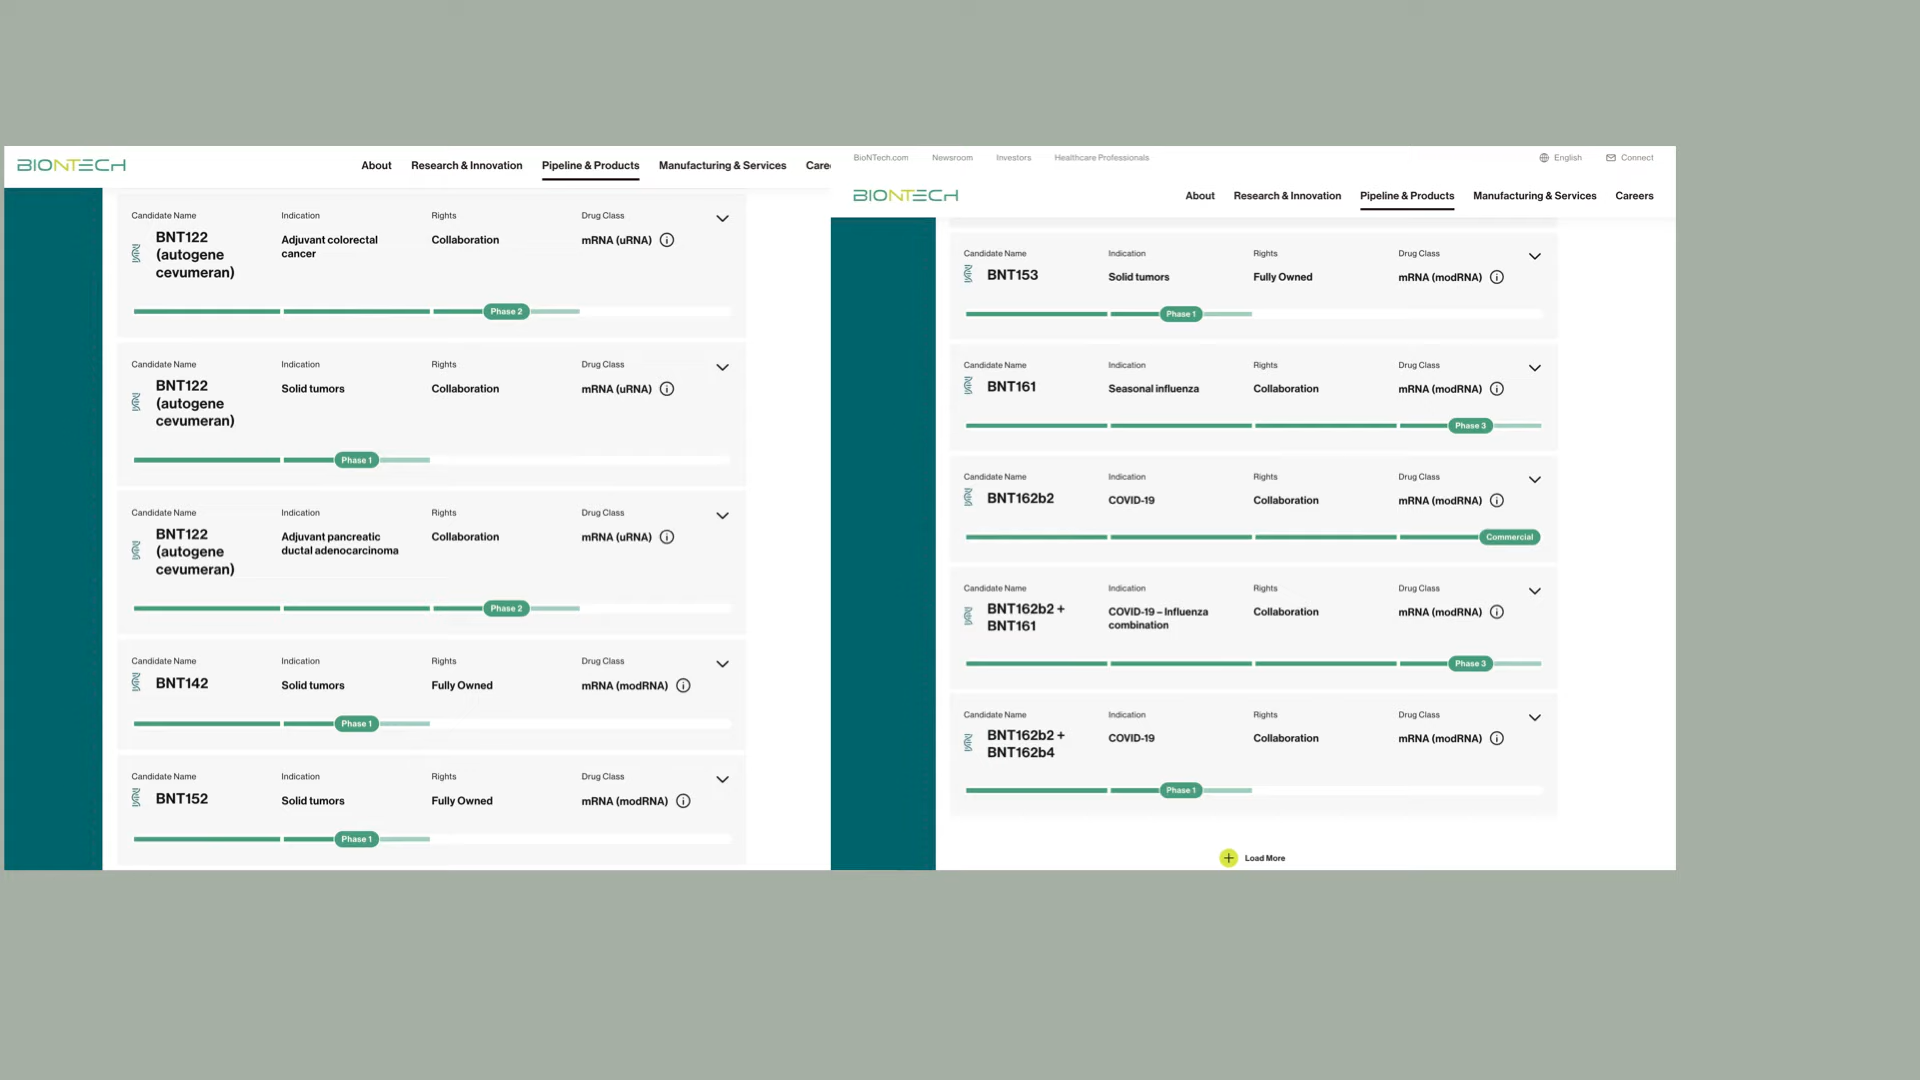 BIONTECH
About Research & Innovation Pipeline & Products Manufacturing & Services Caree
Candidate Name Indication Rights Drug Class
BNT122
(autogene
cevumeran)
Adjuvant colorectal
cancer
Collaboration
mRNA (uRNA)
Phase 2
Candidate Name Indication Rights Drug Class
BNT122
(autogene
cevumeran)
Solid tumors
Collaboration
mRNA (uRNA)
Phase 1
Candidate Name Indication Rights Drug Class
BNT122
(autogene
cevumeran)
Adjuvant pancreatic
ductal adenocarcinoma
Collaboration
mRNA (uRNA)
Phase 2
Candidate Name Indication Rights Drug Class
BNT142 Solid tumors Fully Owned mRNA (modRNA)
Phase 1
Candidate Name Indication Rights Drug Class
BNT152 Solid tumors Fully Owned mRNA (modRNA)
Phase 1
BioNTech.com Newsroom Investors Healthcare Professionals English Connect
BIONTECH
About Research & Innovation Pipeline & Products Manufacturing & Services Careers
Candidate Name Indication Rights Drug Class
BNT153 Solid tumors Fully Owned mRNA (modRNA)
Phase 1
Candidate Name Indication Rights Drug Class
BNT161 Seasonal influenza Collaboration mRNA (modRNA)
Phase 3
Candidate Name Indication Rights Drug Class
BNT162b2 COVID-19 Collaboration mRNA (modRNA)
Commercial
Candidate Name Indication Rights Drug Class
BNT162b2 +
BNT161
COVID-19 – Influenza
combination
Collaboration
mRNA (modRNA)
Phase 3
Candidate Name Indication Rights Drug Class
BNT162b2 +
BNT162b4
COVID-19
Collaboration
mRNA (modRNA)
Phase 1
Load More